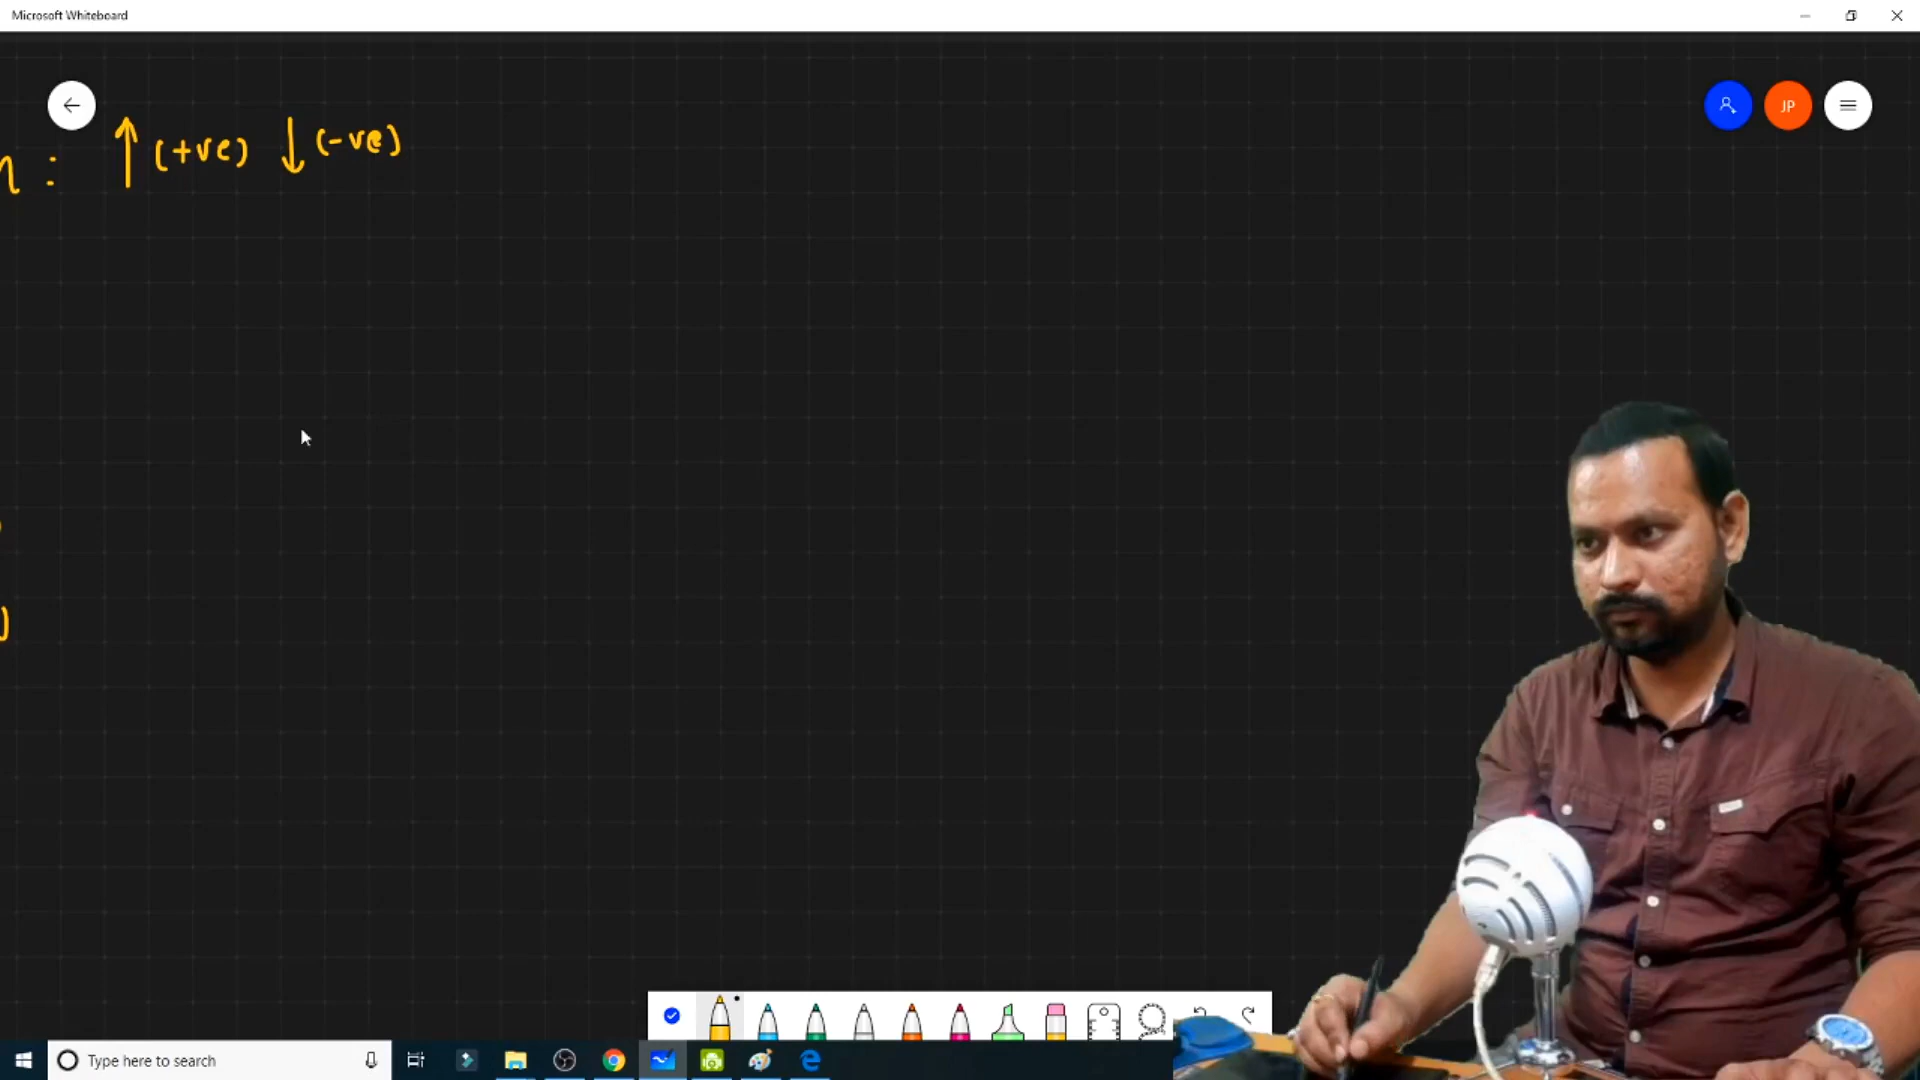 Microsoft Whiteboard
JP
n : ↑ (+ve) ↓ (-ve)
)
Type here to search